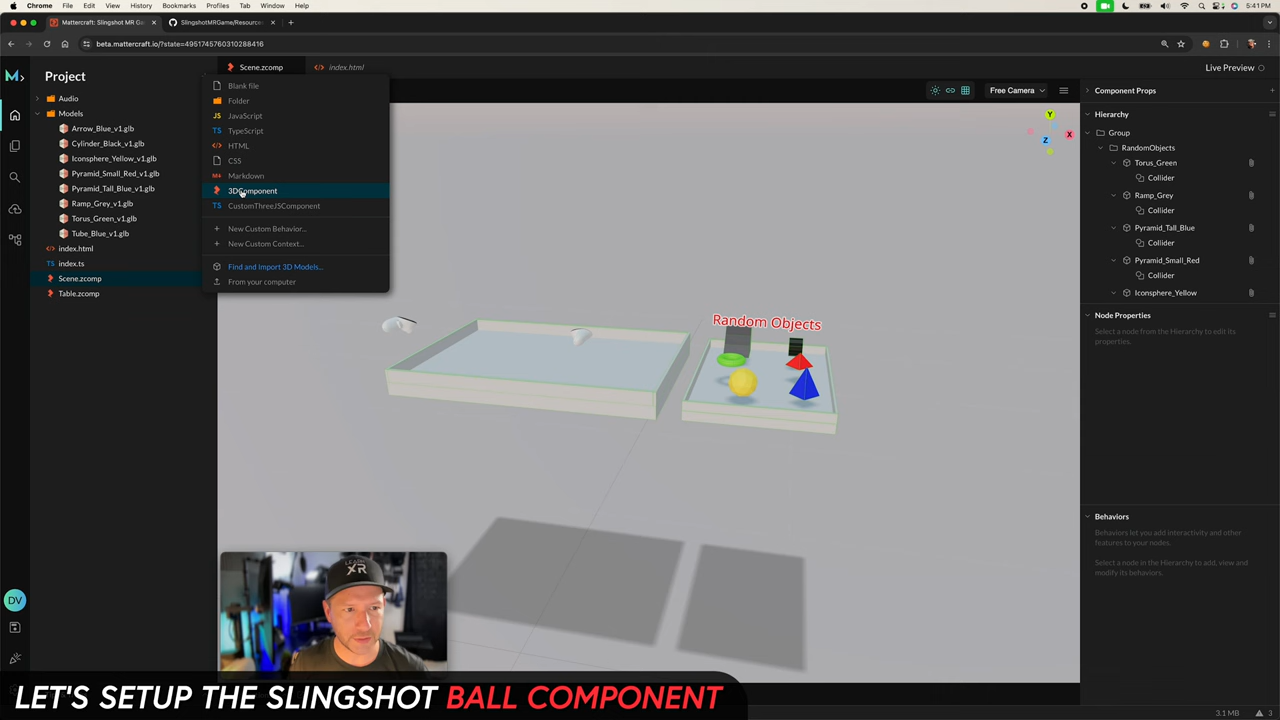 Chrome File Edit View History Bookmarks Profiles Tab Window Help
5:41 PM
Mattercraft: Slingshot MR Ga
SlingshotMRGame/Resource
beta.mattercraft.io/?state=4951745760310288416
Project
Scene.zcomp
index.html
Live Preview
Audio
Models
Arrow_Blue_v1.glb
Cylinder_Black_v1.glb
Iconsphere_Yellow_v1.glb
Pyramid_Small_Red_v1.glb
Pyramid_Tall_Blue_v1.glb
Ramp_Grey_v1.glb
Torus_Green_v1.glb
Tube_Blue_v1.glb
index.html
TS index.ts
Scene.zcomp
Table.zcomp
Blank file
Folder
JS JavaScript
TS TypeScript
HTML
CSS
Markdown
3DComponent
TS CustomThreeJSComponent
New Custom Behavior...
New Custom Context...
Find and Import 3D Models...
From your computer
Free Camera
Y
X
Z
Random Objects
Component Props
Hierarchy
Group
RandomObjects
Torus_Green
Collider
Ramp_Grey
Collider
Pyramid_Tall_Blue
Collider
Pyramid_Small_Red
Collider
Iconsphere_Yellow
Node Properties
Select a node from the Hierarchy to edit its
properties.
Behaviors
Behaviors let you add interactivity and other
features to your nodes.
Select a node in the Hierarchy to add, view and
modify its behaviors.
DV
LEARN
XR
LET'S SETUP THE SLINGSHOT BALL COMPONENT
3.1 MB
3